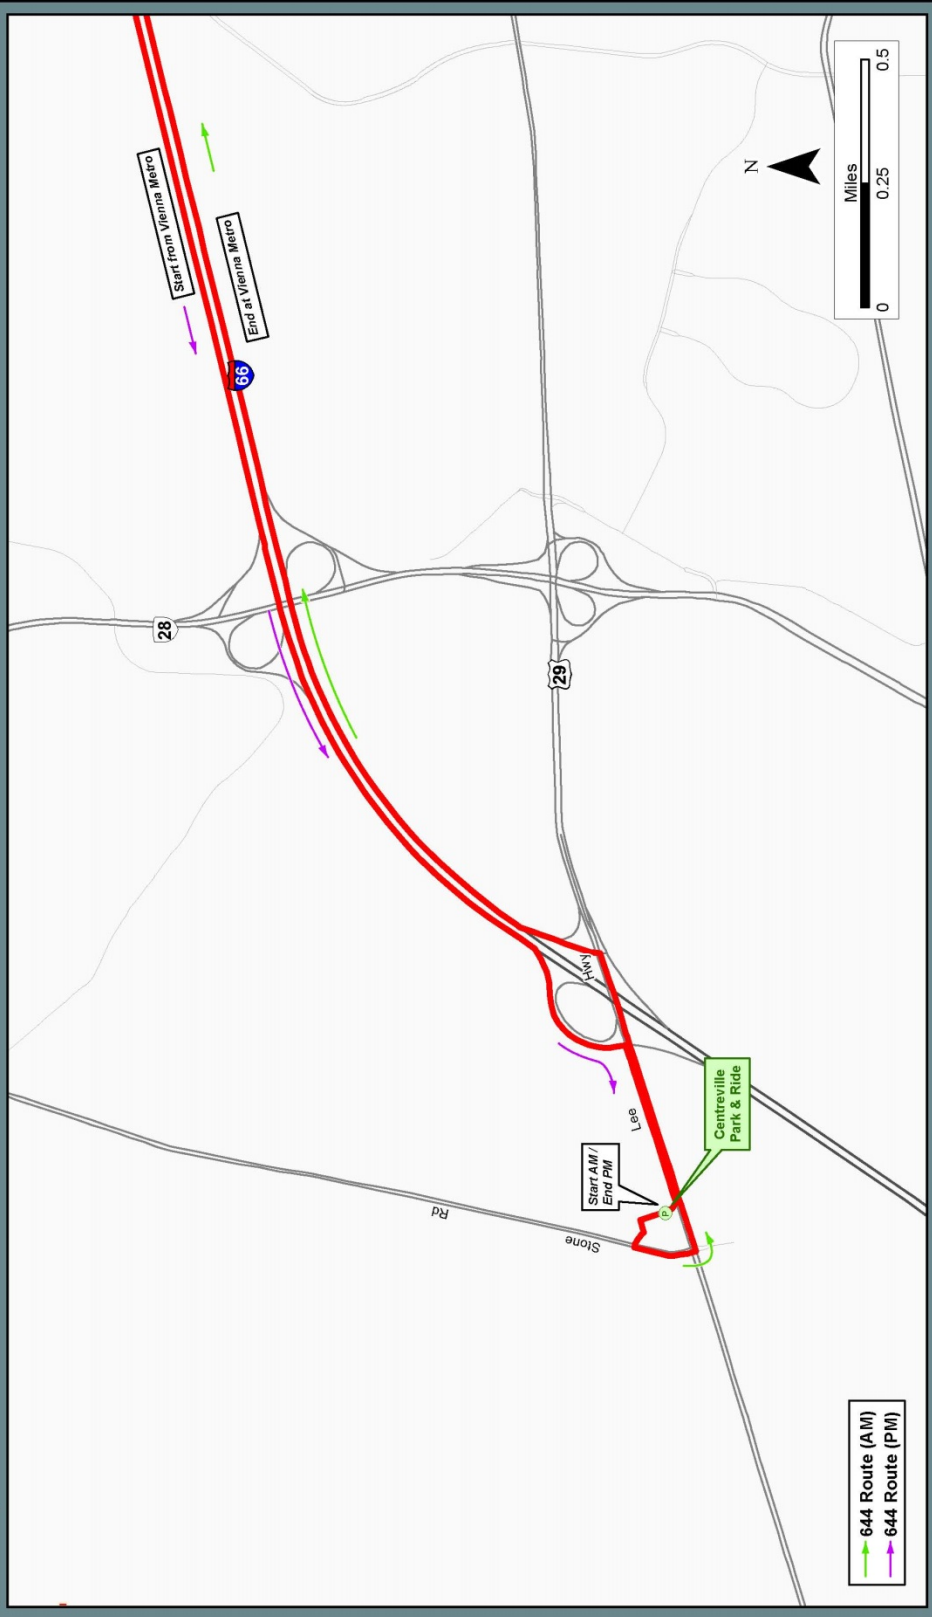 Start from Vienna Metro
End at Vienna Metro
66
28
29
N
Miles
0
0.25
0.5
Hwy
Lee
Centreville
Park & Ride
Start AM /
End PM
P
Stone
Rd
644 Route (AM)
644 Route (PM)